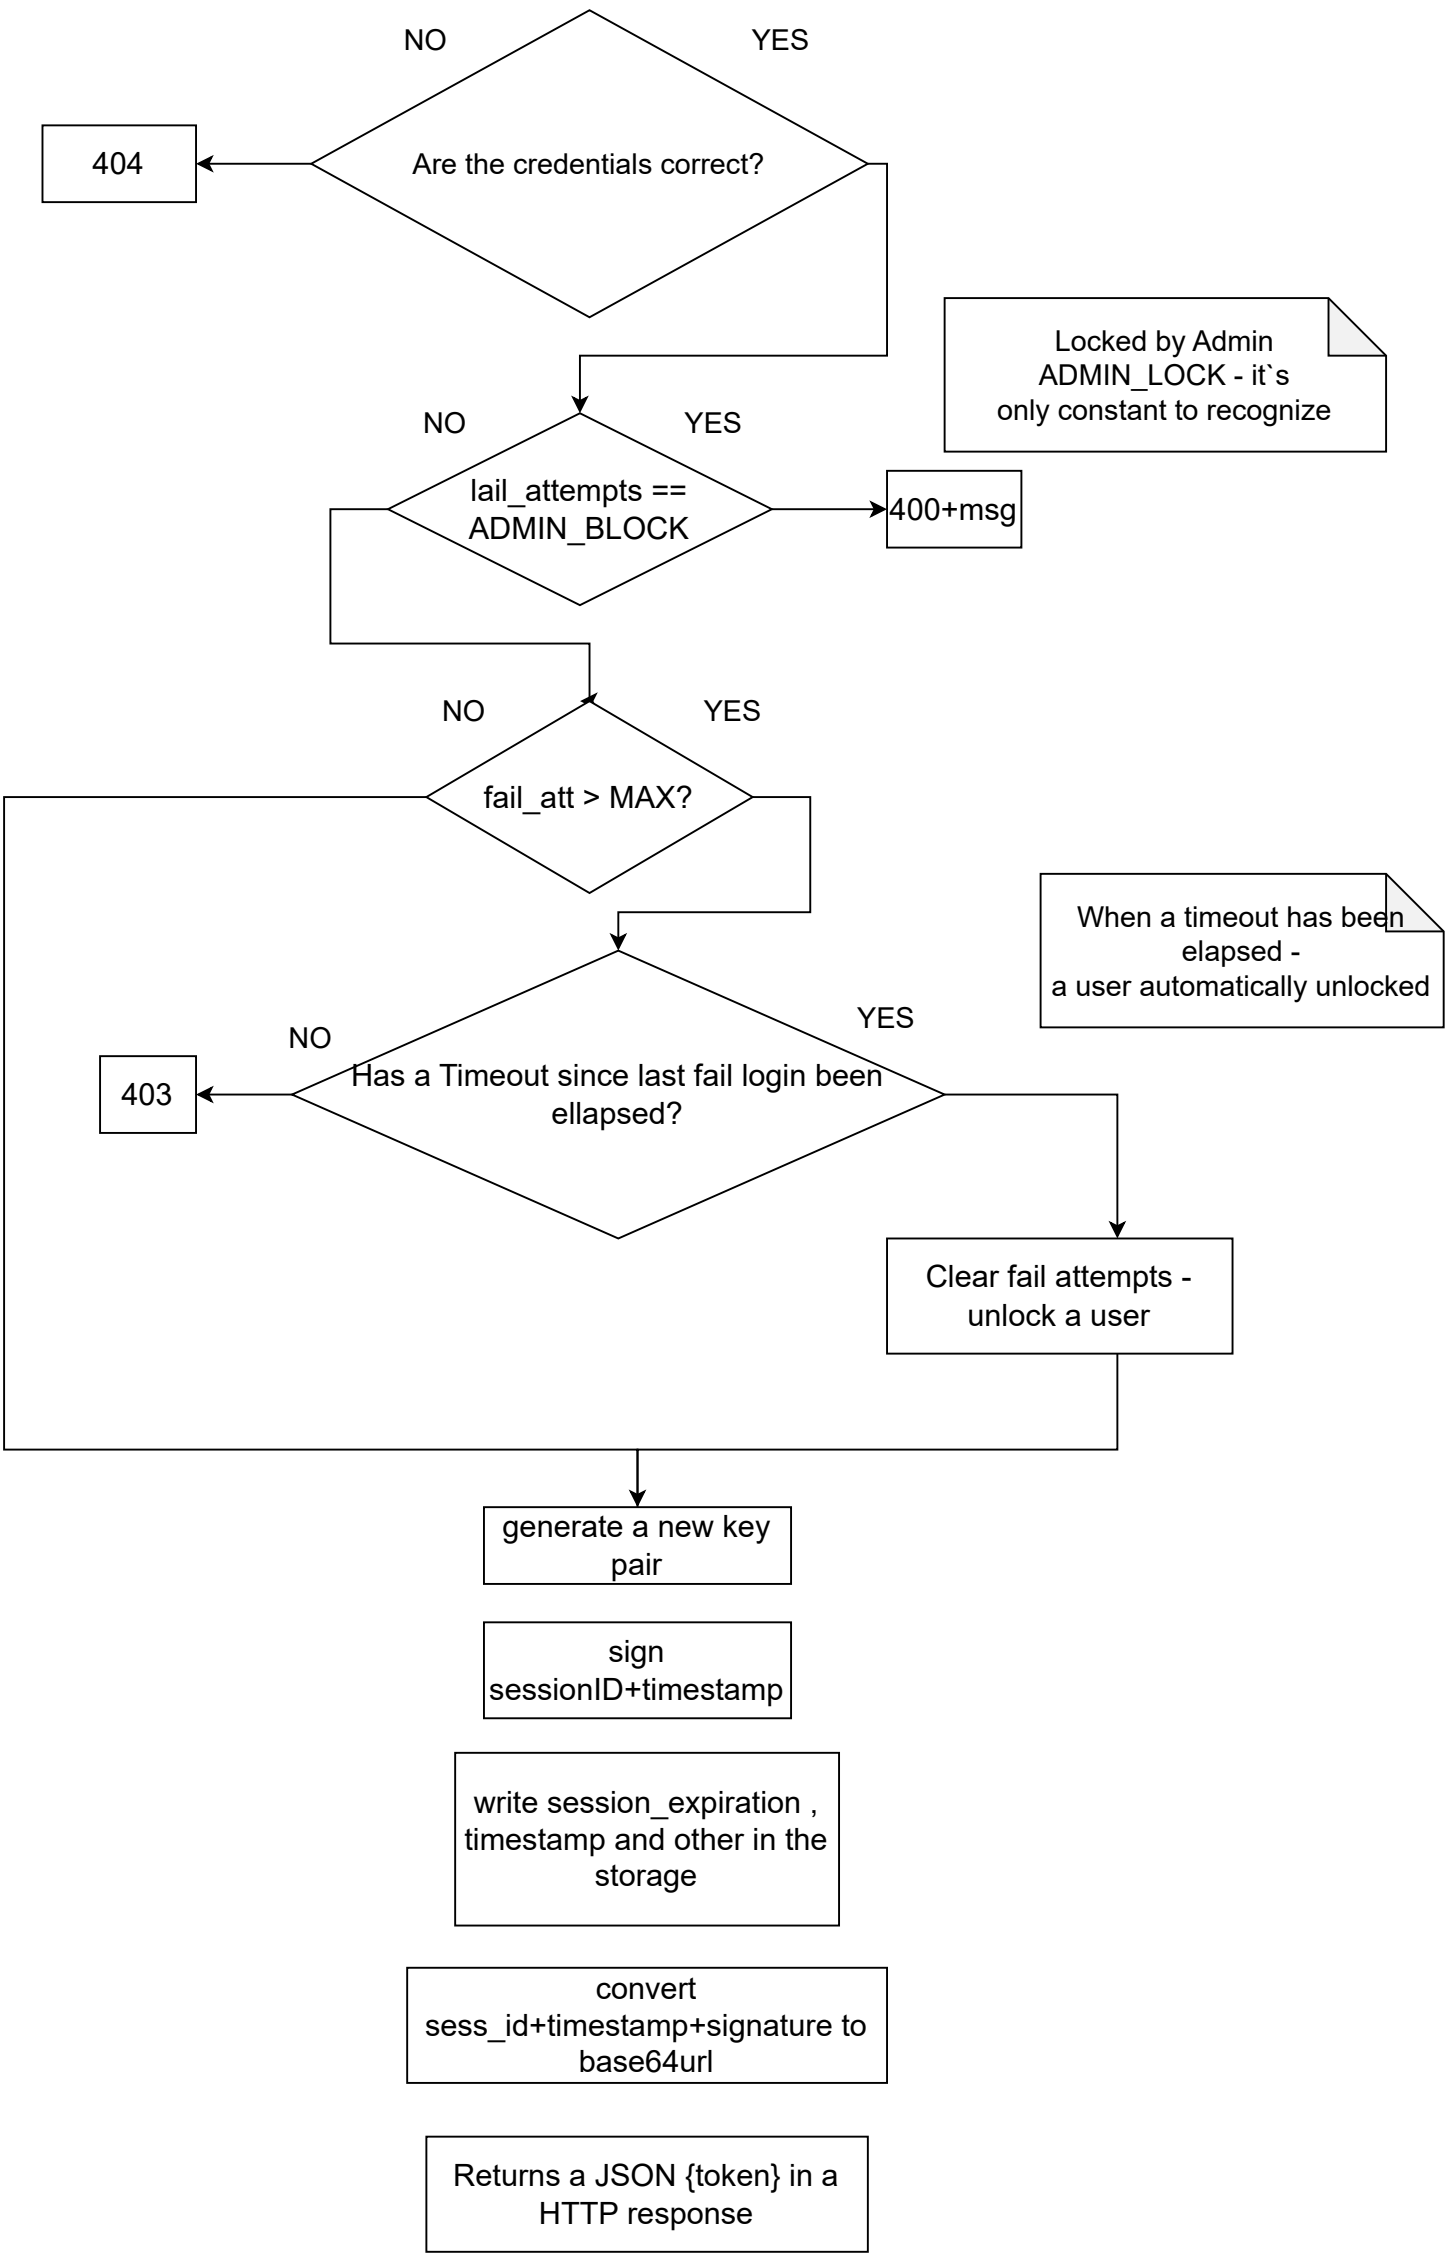 NO
YES
404
Are the credentials correct?
Locked by Admin
ADMIN_LOCK - it`s
only constant to recognize
NO
YES
lail_attempts ==
ADMIN_BLOCK
400+msg
NO
YES
fail_att > MAX?
When a timeout has been
elapsed -
a user automatically unlocked
NO
YES
403
Has a Timeout since last fail login been
ellapsed?
Clear fail attempts -
unlock a user
generate a new key
pair
sign
sessionID+timestamp
write session_expiration ,
timestamp and other in the
storage
convert
sess_id+timestamp+signature to
base64url
Returns a JSON {token} in a
HTTP response